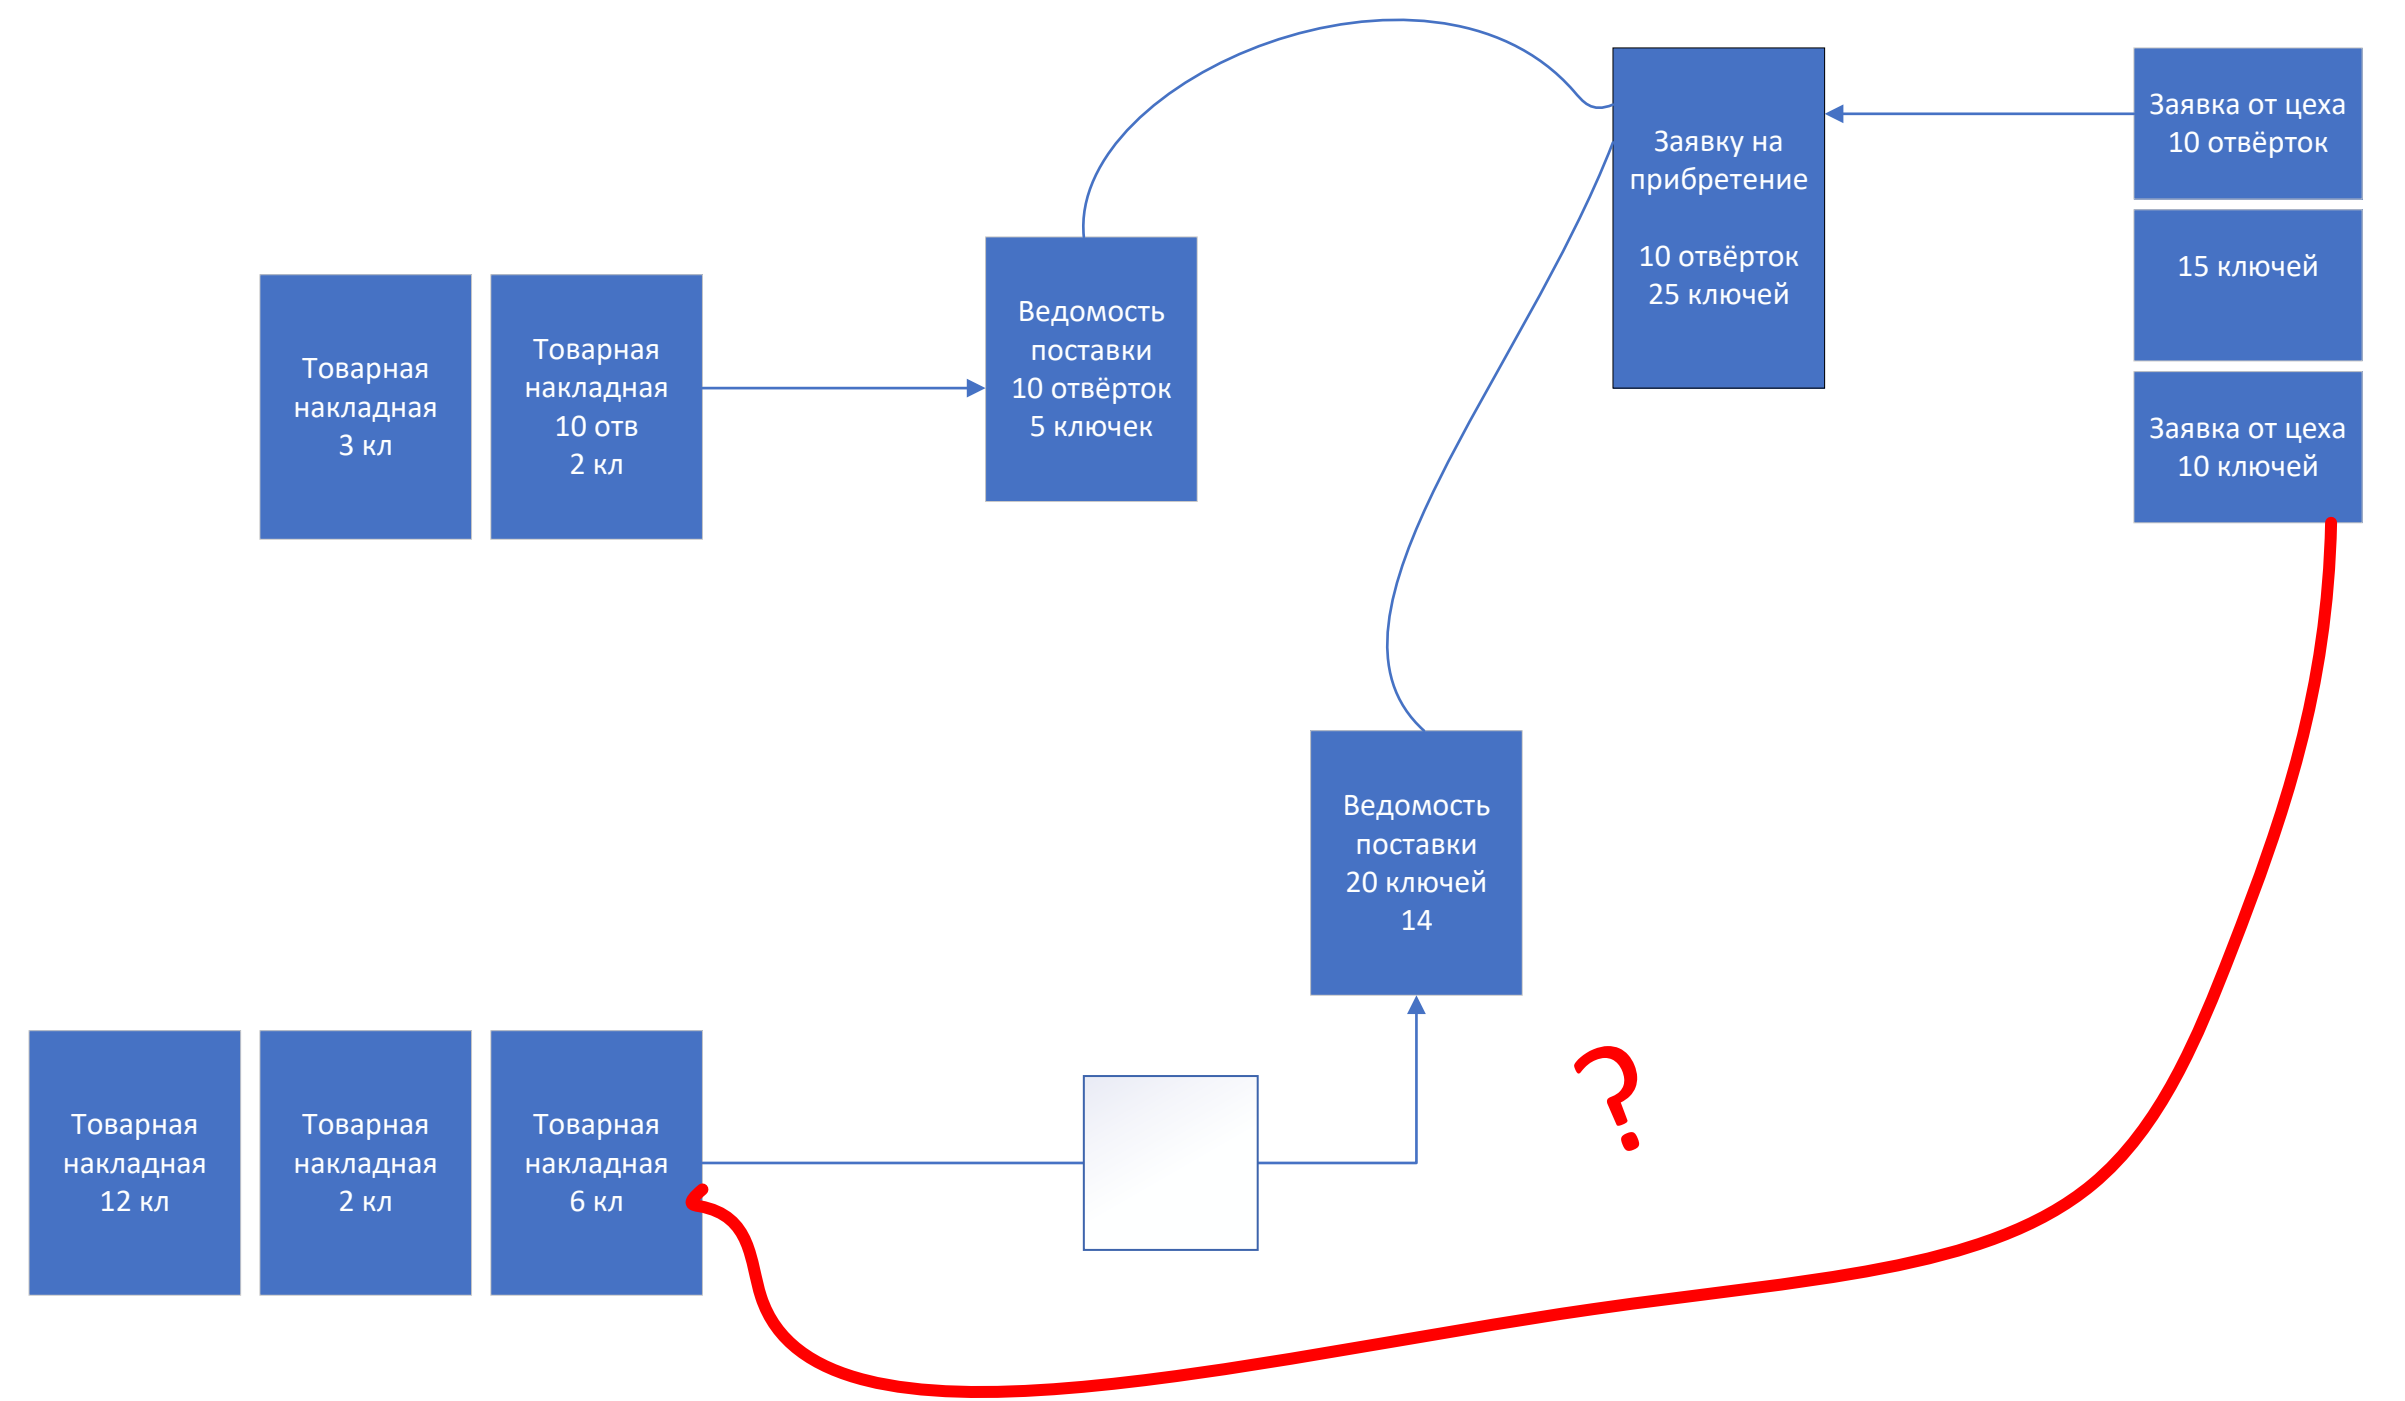 Заявку на
прибретение
10 отвёрток
25 ключей
Заявка от цеха
10 отвёрток
15 ключей
Заявка от цеха
10 ключей
Ведомость
поставки
10 отвёрток
5 ключек
Товарная
накладная
3 кл
Товарная
накладная
10 отв
2 кл
Ведомость
поставки
20 ключей
14
?
Товарная
накладная
12 кл
Товарная
накладная
2 кл
Товарная
накладная
6 кл